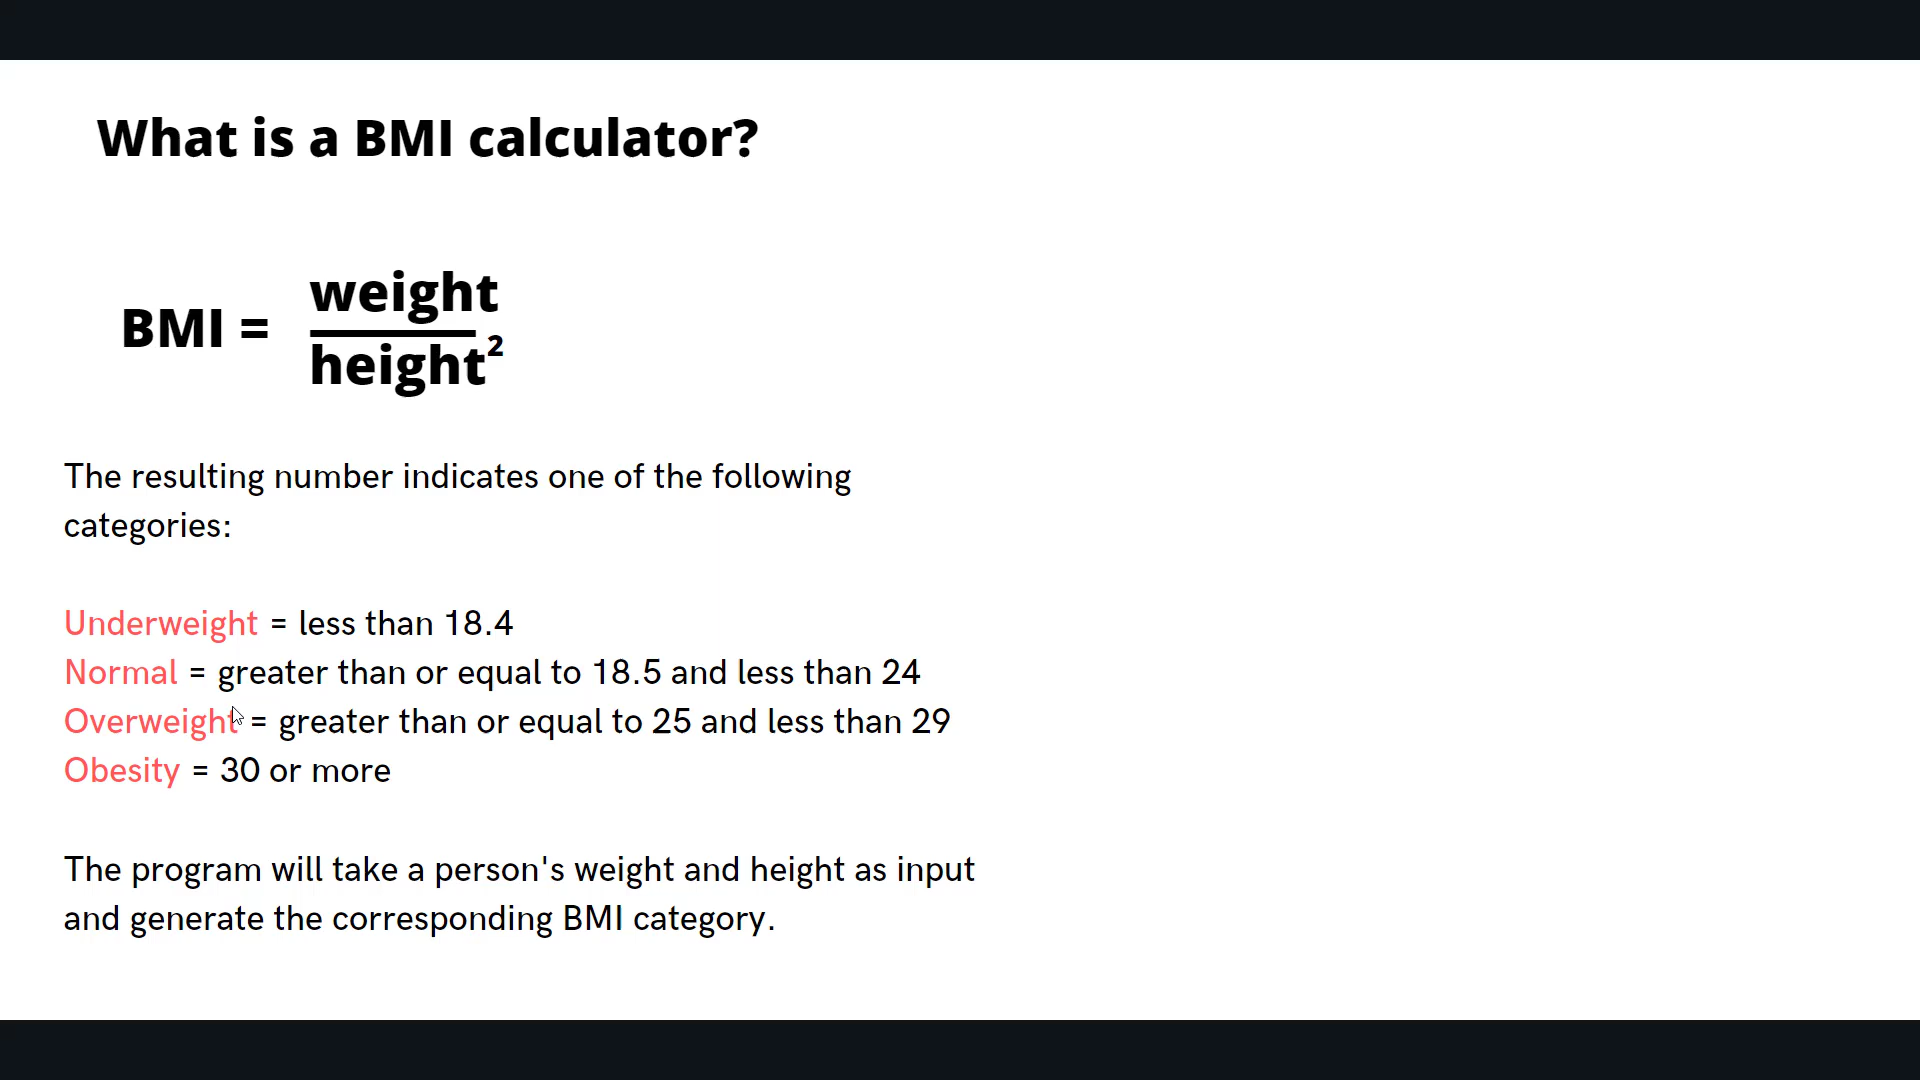 What is a BMI calculator?
BMI = weight
height²
The resulting number indicates one of the following
categories:
Underweight = less than 18.4
Normal = greater than or equal to 18.5 and less than 24
Overweight = greater than or equal to 25 and less than 29
Obesity = 30 or more
The program will take a person's weight and height as input
and generate the corresponding BMI category.